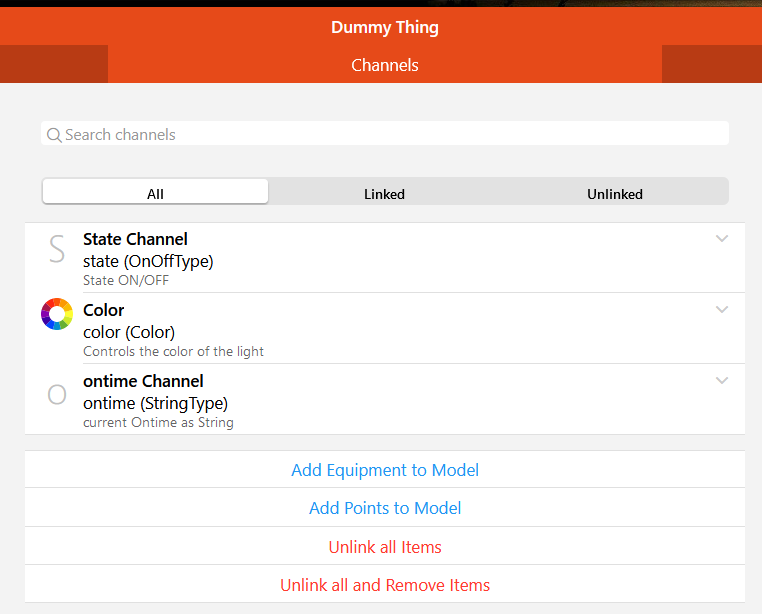 Dummy Thing
Channels
Search channels
All
Linked
Unlinked
S
State Channel
state (OnOffType)
State ON/OFF
Color
color (Color)
Controls the color of the light
O
ontime Channel
ontime (StringType)
current Ontime as String
Add Equipment to Model
Add Points to Model
Unlink all Items
Unlink all and Remove Items